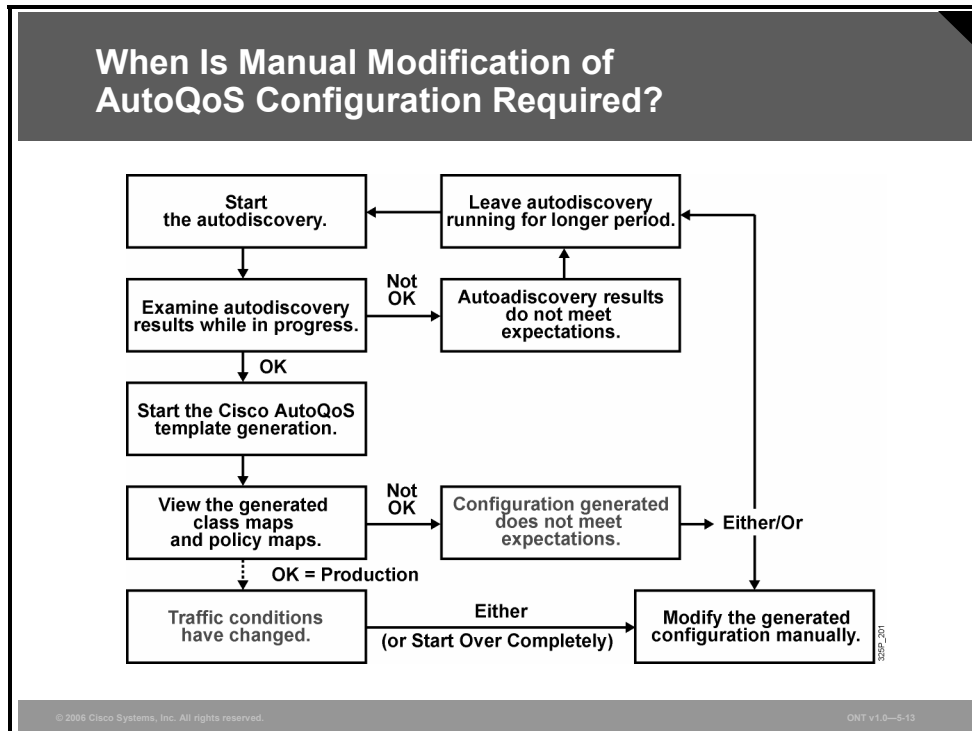 When Is Manual Modification of
AutoQoS Configuration Required?
Start
the autodiscovery.
Leave autodiscovery
running for longer period.
Examine autodiscovery
results while in progress.
Not
OK
Autoadiscovery results
do not meet
expectations.
OK
Start the Cisco AutoQoS
template generation.
View the generated
class maps
and policy maps.
Not
OK
Configuration generated
does not meet
expectations.
Either/Or
OK = Production
Traffic conditions
have changed.
Either
(or Start Over Completely)
Modify the generated
configuration manually.
325P_201
© 2006 Cisco Systems, Inc. All rights reserved.
ONT v1.0—5-13